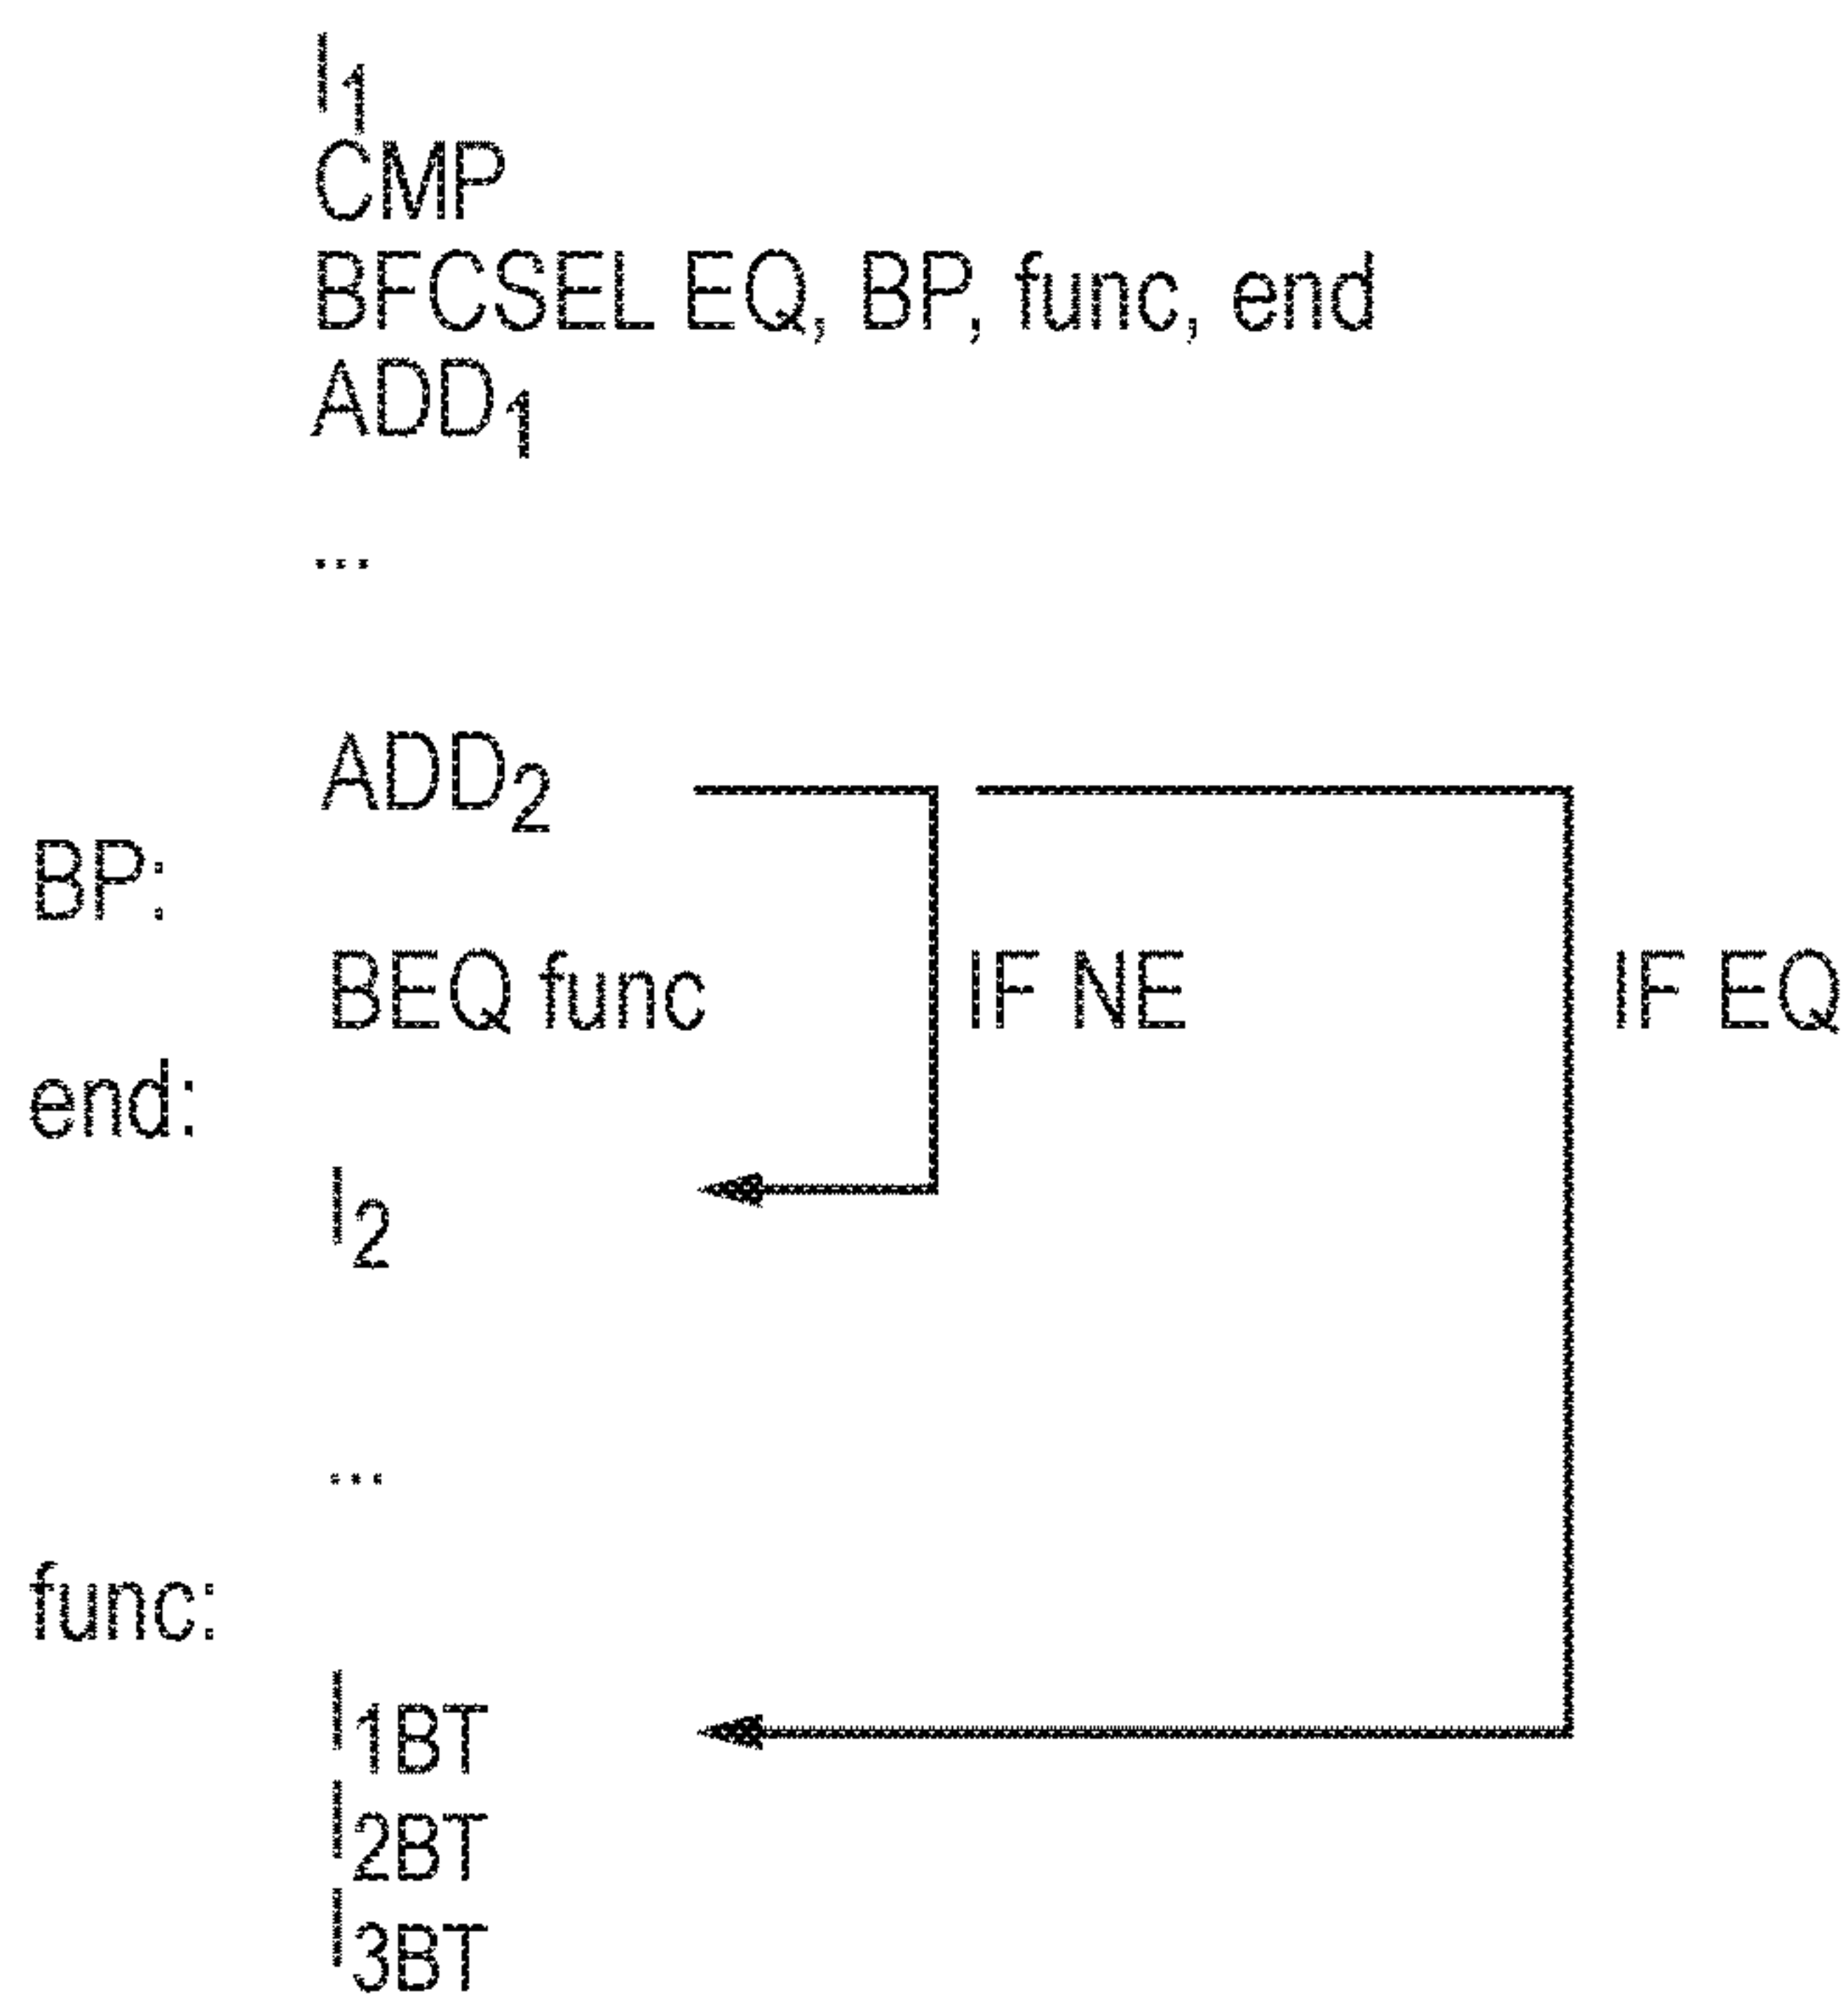 I1
CMP
BFCSEL EQ, BP, func, end
ADD1
...
ADD2
BP:
BEQ func IF NE IF EQ
end:
I2
...
func:
I1BT
I2BT
I3BT